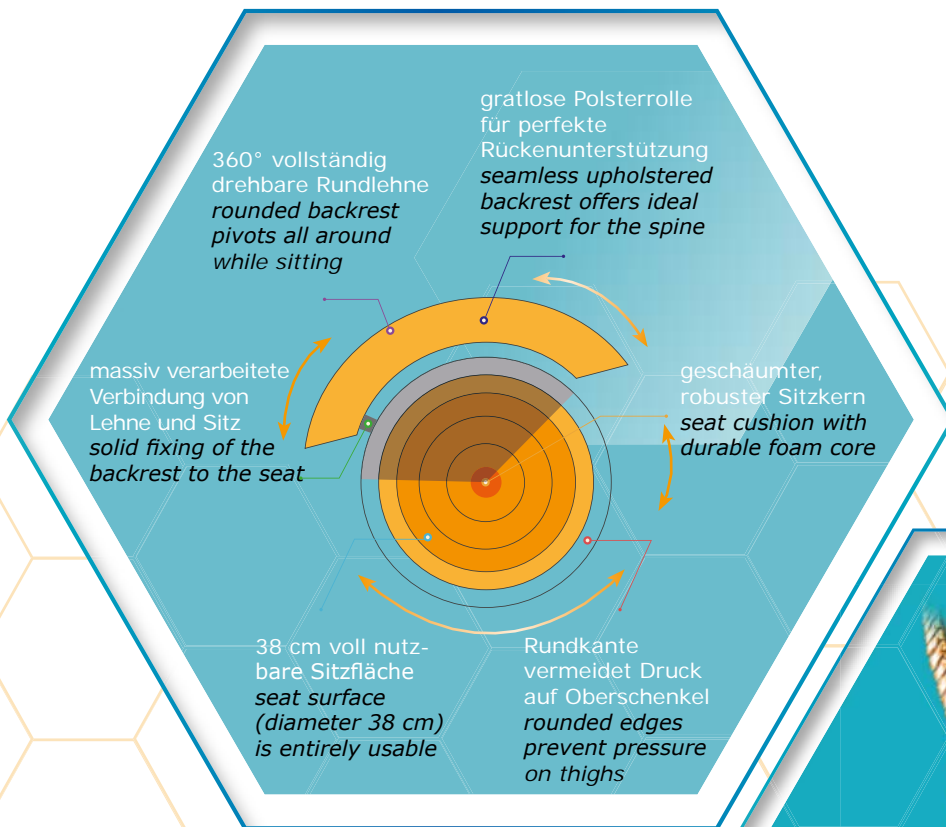 gratlose Polsterrolle
für perfekte
Rückenunterstützung
seamless upholstered
backrest offers ideal
support for the spine
360° vollständig
drehbare Rundlehne
rounded backrest
pivots all around
while sitting
massiv verarbeitete
Verbindung von
Lehne und Sitz
solid fixing of the
backrest to the seat
geschäumter,
robuster Sitzkern
seat cushion with
durable foam core
38 cm voll nutz-
bare Sitzfläche
seat surface
(diameter 38 cm)
is entirely usable
Rundkante
vermeidet Druck
auf Oberschenkel
rounded edges
prevent pressure
on thighs